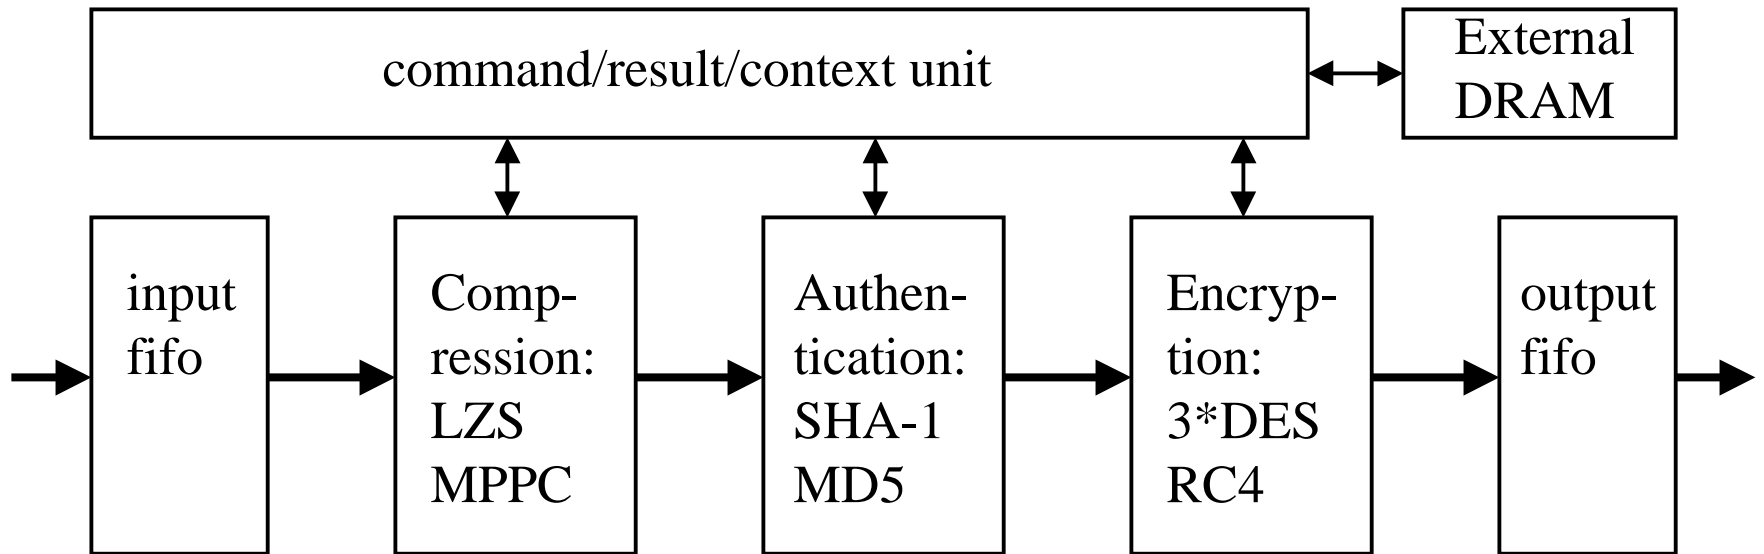 command/result/context unit
External
DRAM
input
fifo
Comp-
ression:
LZS
MPPC
Authen-
tication:
SHA-1
MD5
Encryp-
tion:
3*DES
RC4
output
fifo